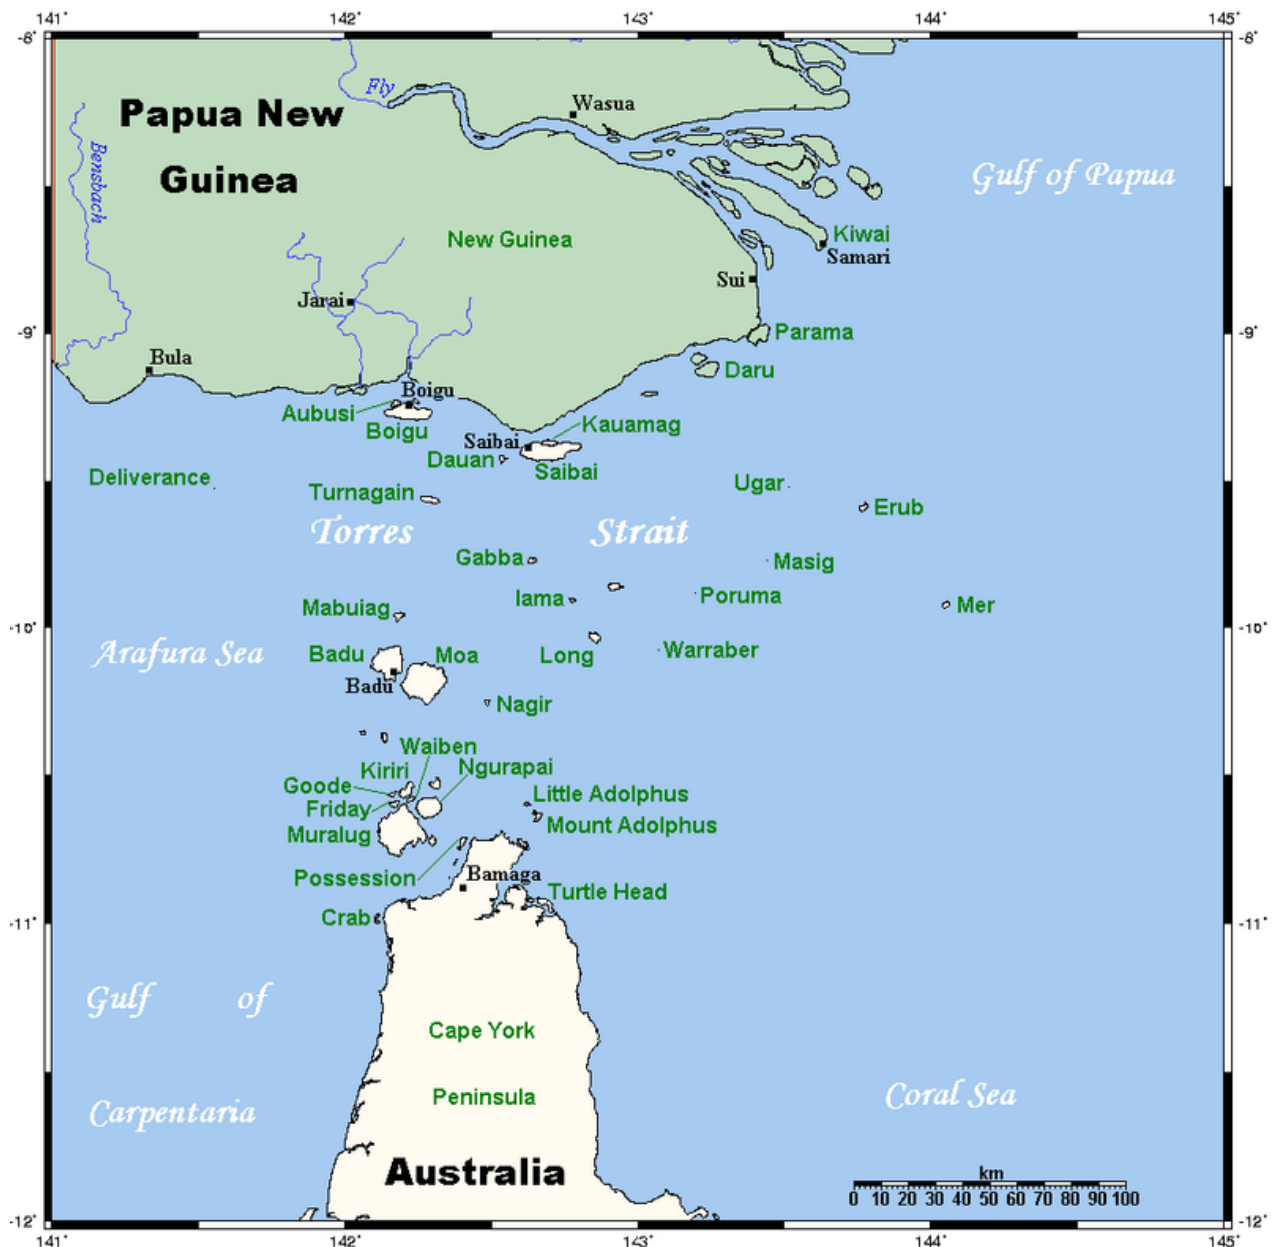 141˚ 142˚ 143˚ 144˚ 145˚
-8˚ -8˚
Fly
Wasua
Papua New
Guinea
Bensbach
Gulf of Papua
New Guinea
Kiwai
Samari
Sui
Jarai
-9˚ -9˚
Parama
Bula
Daru
Boigu
Aubusi
Boigu
Kauamag
Saibai
Dauan
Saibai
Deliverance
Turnagain
Ugar
Erub
Torres Strait
Gabba
Masig
Iama
Poruma
Mabuiag
Mer
-10˚ -10˚
Arafura Sea
Badu
Moa
Long
Warraber
Badu
Nagir
Waiben
Kiriri
Ngurapai
Goode
Friday
Little Adolphus
Muralug
Mount Adolphus
Possession
Bamaga
Turtle Head
Crab
-11˚ -11˚
Gulf of
Cape York
Carpentaria
Peninsula
Coral Sea
Australia
km
0 10 20 30 40 50 60 70 80 90 100
-12˚ -12˚
141˚ 142˚ 143˚ 144˚ 145˚